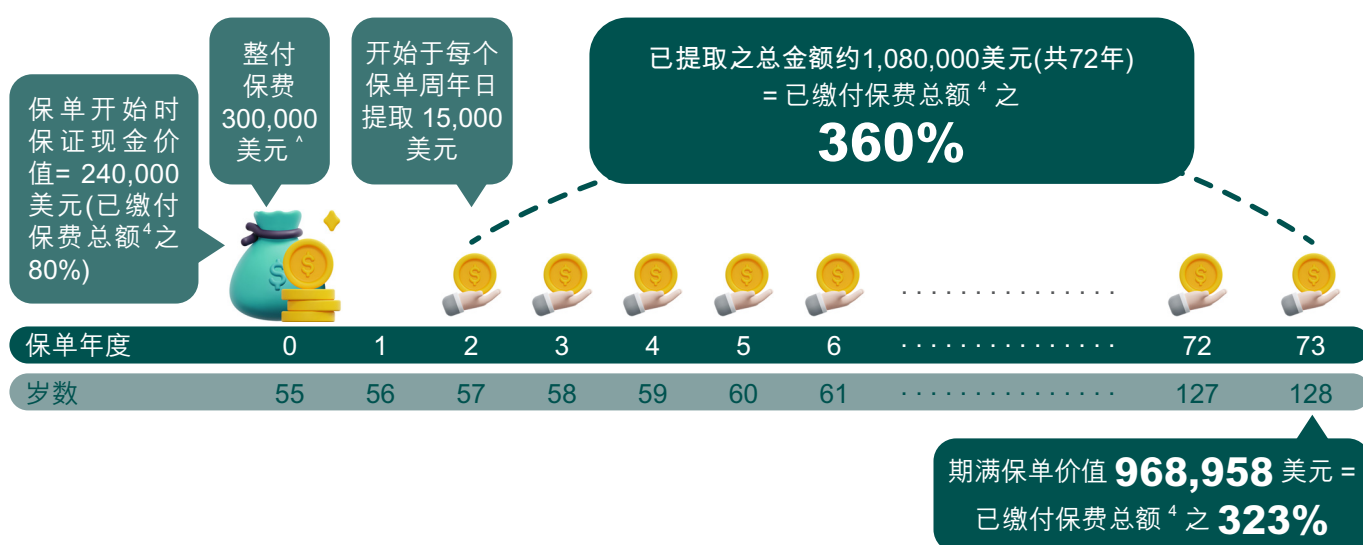 保单开始时
保证现金价
值= 240,000
美元(已缴付
保费总额4之
80%)
整付
保费
300,000
美元 ^
开始于每个
保单周年日
提取 15,000
美元
已提取之总金额约1,080,000美元(共72年)
= 已缴付保费总额 4 之
360%
保单年度 0 1 2 3 4 5 6 ............... 72 73
岁数 55 56 57 58 59 60 61 ............... 127 128
期满保单价值 968,958 美元 =
已缴付保费总额 4 之 323%